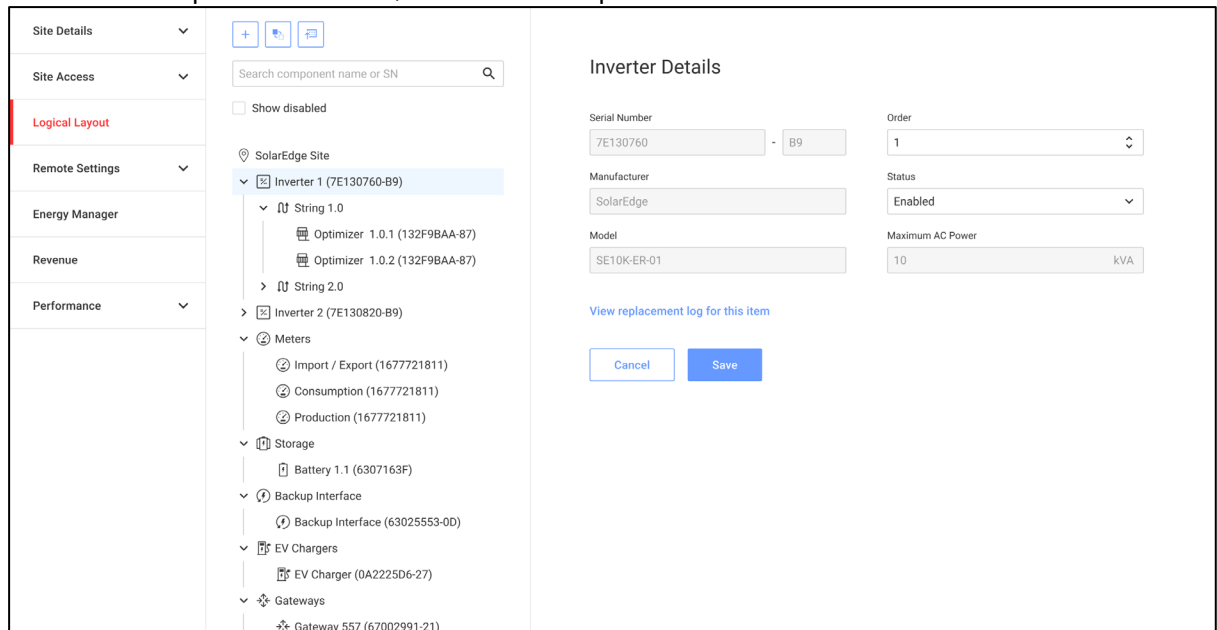 Site Details
Site Access
Logical Layout
Remote Settings
Energy Manager
Revenue
Performance
Search component name or SN
Show disabled
SolarEdge Site
Inverter 1 (7E130760-B9)
String 1.0
Optimizer 1.0.1 (132F9BAA-87)
Optimizer 1.0.2 (132F9BAA-87)
String 2.0
Inverter 2 (7E130820-B9)
Meters
Import / Export (1677721811)
Consumption (1677721811)
Production (1677721811)
Storage
Battery 1.1 (6307163F)
Backup Interface
Backup Interface (63025553-0D)
EV Chargers
EV Charger (0A2225D6-27)
Gateways
Gateway 557 (67002991-21)
Inverter Details
Serial Number
7E130760 - B9
Order
1
Manufacturer
SolarEdge
Status
Enabled
Model
SE10K-ER-01
Maximum AC Power
10 kVA
View replacement log for this item
Cancel
Save